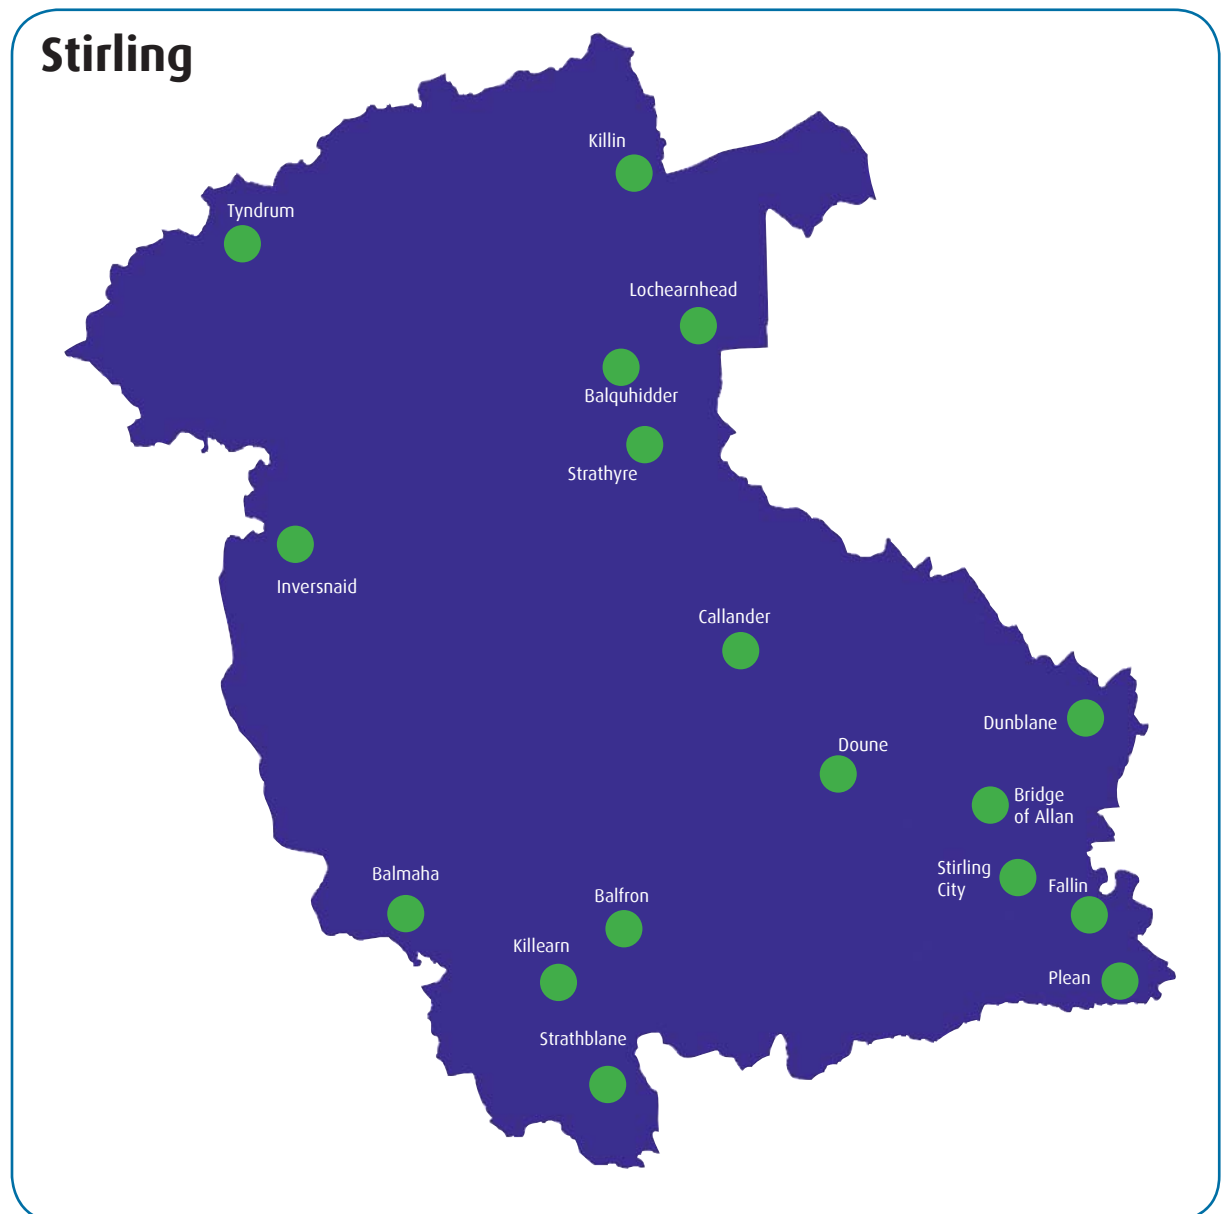 Stirling
Killin
Tyndrum
Lochearnhead
Balquhidder
Strathyre
Inversnaid
Callander
Dunblane
Doune
Bridge
of Allan
Stirling
City
Fallin
Balmaha
Balfron
Killearn
Plean
Strathblane